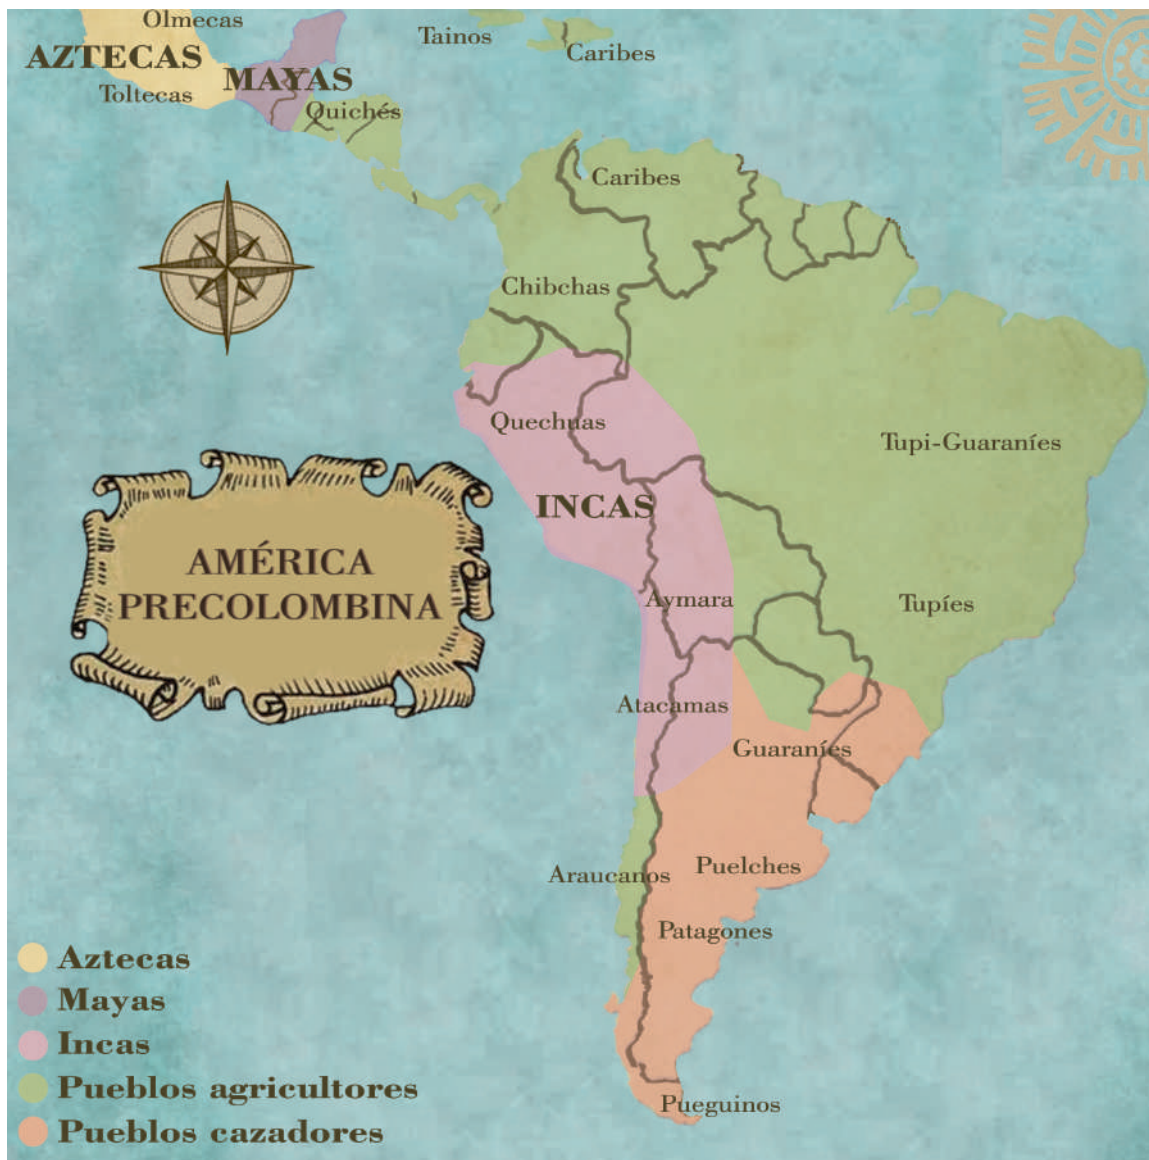 Olmecas
Tainos
Caribes
AZTECAS
MAYAS
Toltecas
Quichés
Caribes
Chibchas
Quechuas
Tupi-Guaraníes
INCAS
AMÉRICA
PRECOLOMBINA
Aymara
Tupíes
Atacamas
Guaraníes
Araucanos
Puelches
Patagones
Pueguinos
Aztecas
Mayas
Incas
Pueblos agricultores
Pueblos cazadores